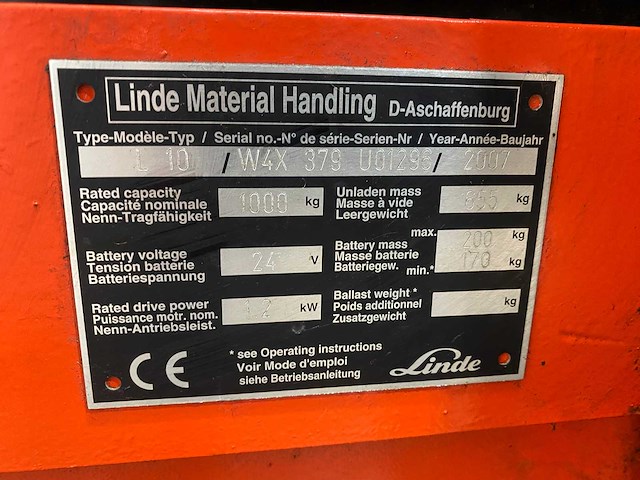 Linde Material Handling D-Aschaffenburg
Type-Modèle-Typ / Serial no.-N° de série-Serien-Nr / Year-Année-Baujahr
L 10 / W4X 379 U01295 / 2007
Rated capacity
Capacité nominale
Nenn-Tragfähigkeit
1000 kg
Unladen mass
Masse à vide
Leergewicht
855 kg
Battery voltage
Tension batterie
Batteriespannung
24 V
max. 200 kg
Battery mass
Masse batterie
Batteriegew. min.* 170 kg
Rated drive power
Puissance motr. nom.
Nenn-Antriebsleist.
1,2 kW
Ballast weight *
Poids additionnel
Zusatzgewicht
kg
CE
* see Operating instructions
Voir Mode d'emploi
siehe Betriebsanleitung
Linde